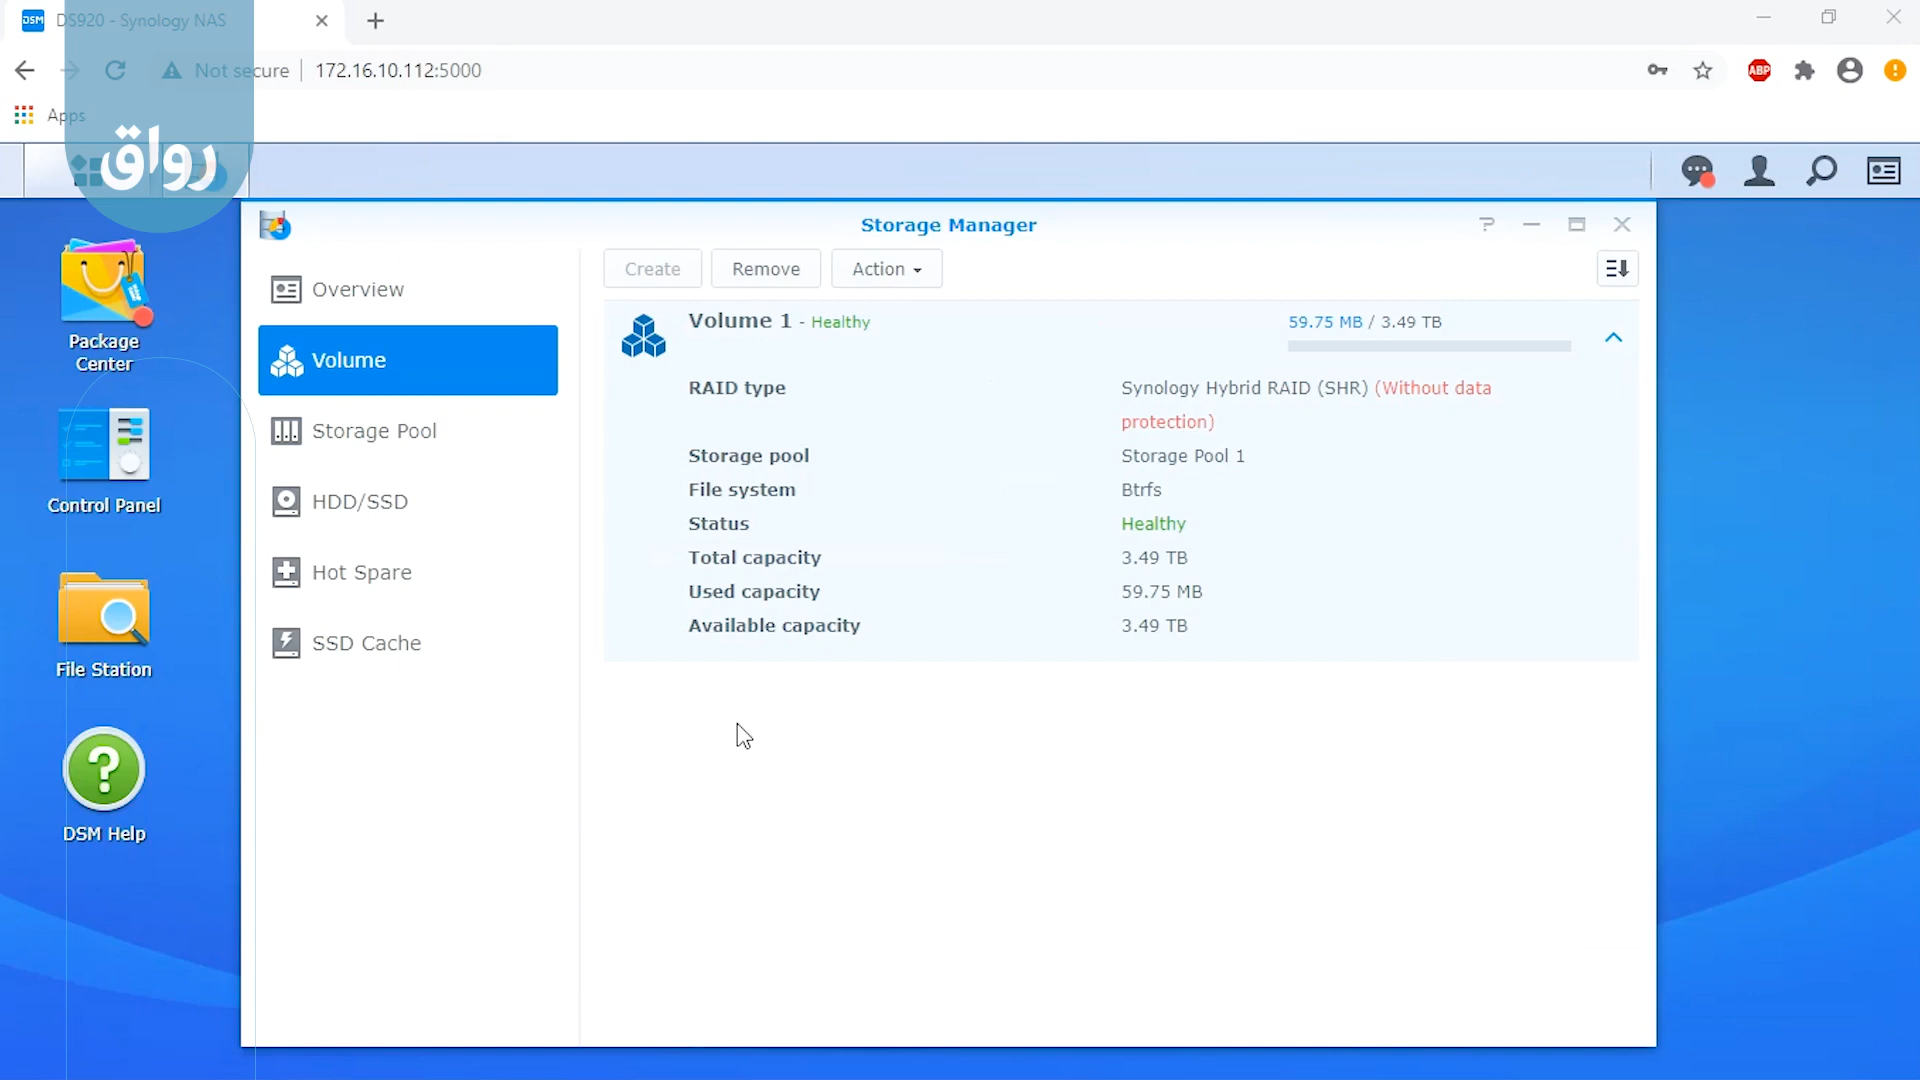 DSM DS920 - Synology NAS
Not secure 172.16.10.112:5000
ABP
Apps
رواق
Storage Manager
Package
Center
Control Panel
File Station
DSM Help
Overview
Volume
Storage Pool
HDD/SSD
Hot Spare
SSD Cache
Create Remove Action
Volume 1 - Healthy 59.75 MB / 3.49 TB
RAID type Synology Hybrid RAID (SHR) (Without data
protection)
Storage pool Storage Pool 1
File system Btrfs
Status Healthy
Total capacity 3.49 TB
Used capacity 59.75 MB
Available capacity 3.49 TB